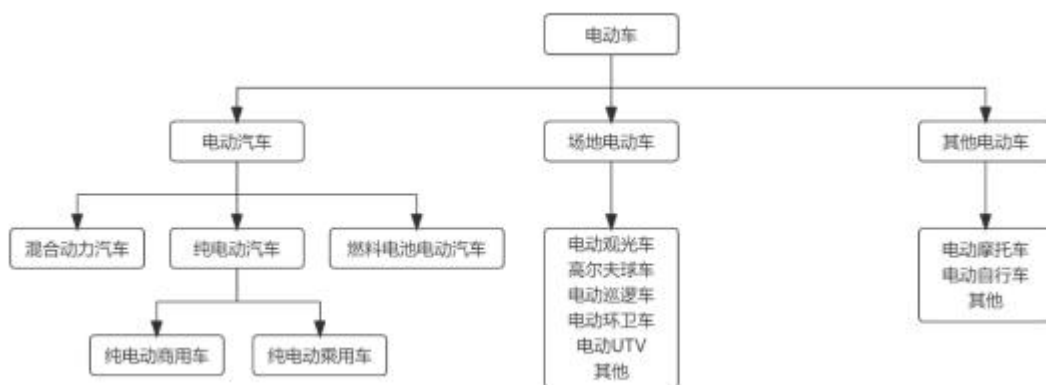 电动车
电动汽车
场地电动车
其他电动车
混合动力汽车
纯电动汽车
燃料电池电动汽车
电动观光车
高尔夫球车
电动巡逻车
电动环卫车
电动UTV
其他
电动摩托车
电动自行车
其他
纯电动商用车
纯电动乘用车